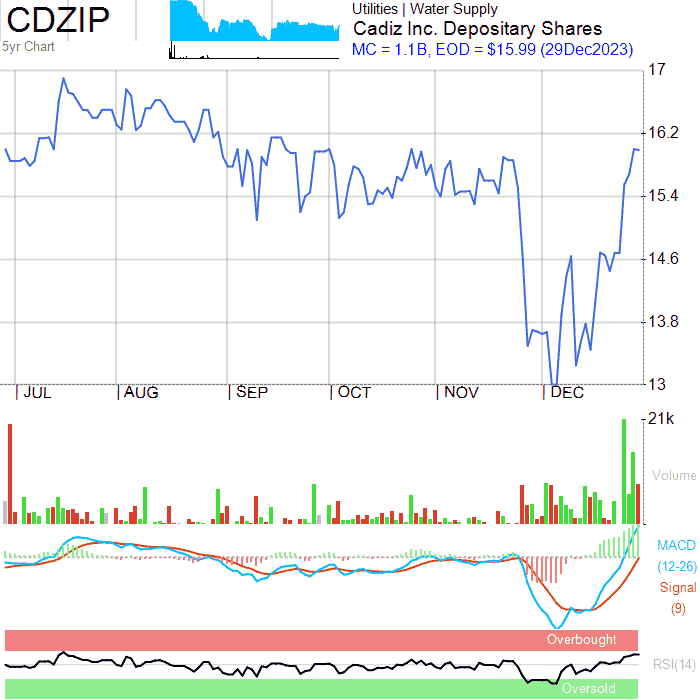 CDZIP
5yr Chart
Utilities | Water Supply
Cadiz Inc. Depositary Shares
MC = 1.1B, EOD = $15.99 (29Dec2023)
17
16.2
15.4
14.6
13.8
13
JUL AUG SEP OCT NOV DEC
21k
Volume
MACD
(12-26)
Signal
(9)
Overbought
RSI(14)
Oversold